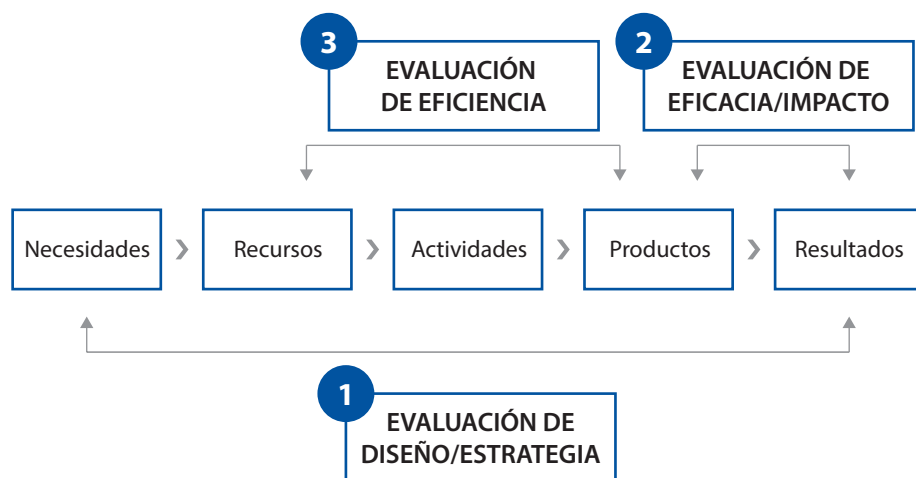 3
EVALUACIÓN
DE EFICIENCIA
2
EVALUACIÓN DE
EFICACIA/IMPACTO
Necesidades
Recursos
Actividades
Productos
Resultados
1
EVALUACIÓN DE
DISEÑO/ESTRATEGIA